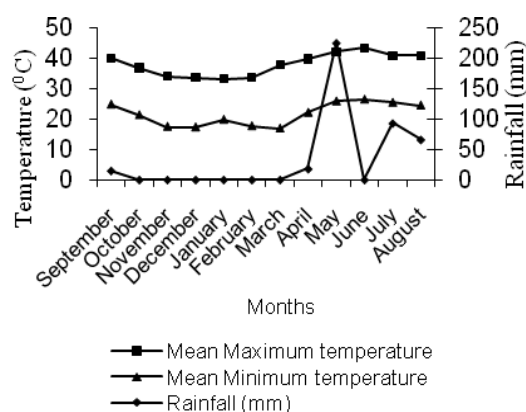 Temperature (⁰C)
50
40
30
20
10
0
Rainfall (mm)
250
200
150
100
50
0
September
October
November
December
January
February
March
April
May
June
July
August
Months
Mean Maximum temperature
Mean Minimum temperature
Rainfall (mm)